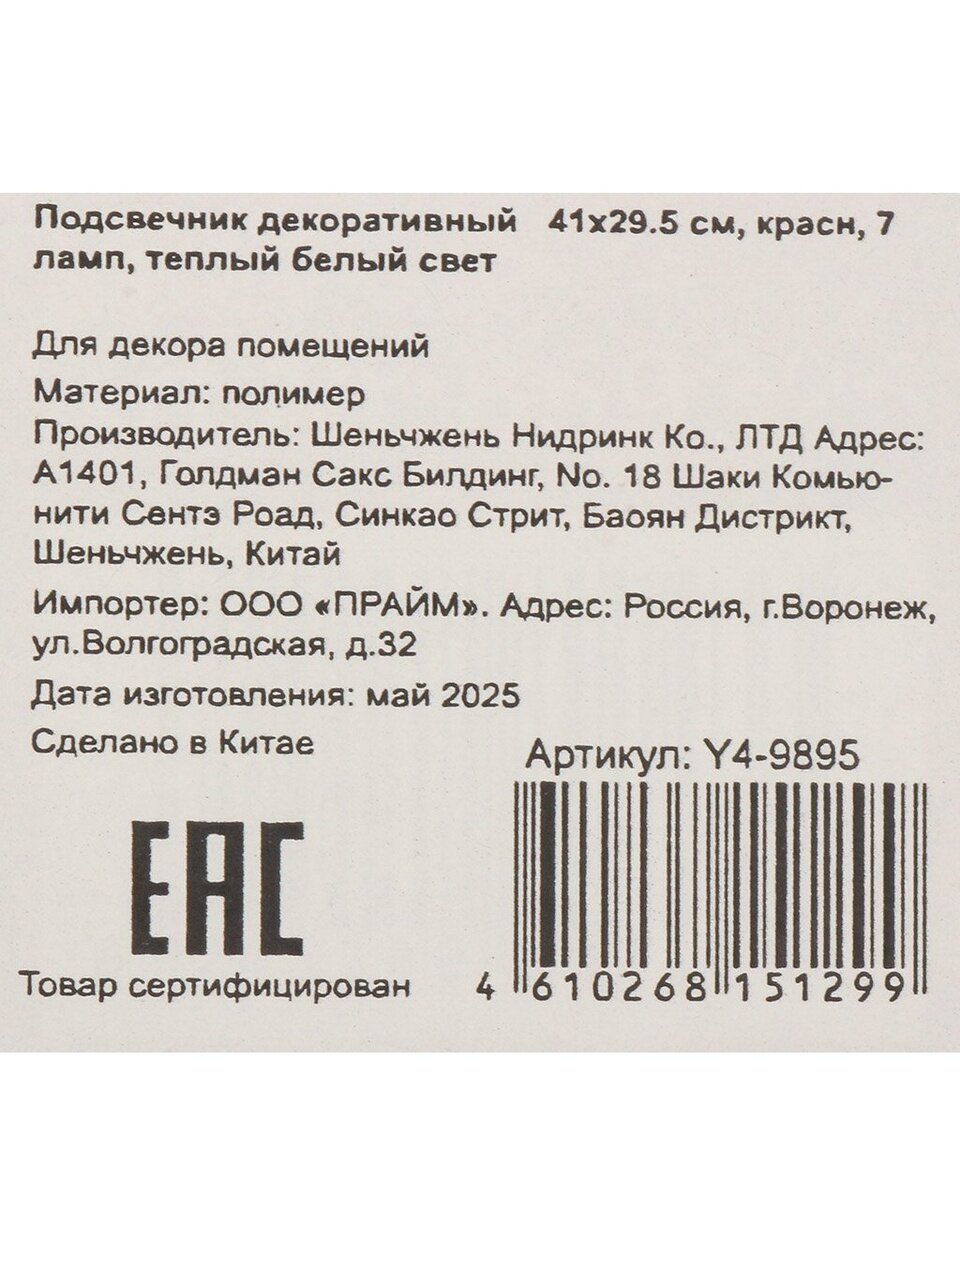 Подсвечник декоративный 41х29.5 см, красн, 7
ламп, теплый белый свет
Для декора помещений
Материал: полимер
Производитель: Шеньчжень Нидринк Ко., ЛТД Адрес:
А1401, Голдман Сакс Билдинг, No. 18 Шаки Комью-
нити Сентэ Роад, Синкао Стрит, Баоян Дистрикт,
Шеньчжень, Китай
Импортер: ООО «ПРАЙМ». Адрес: Россия, г.Воронеж,
ул.Волгоградская, д.32
Дата изготовления: май 2025
Сделано в Китае
Артикул: Y4-9895
EAC
Товар сертифицирован
4 610268 151299